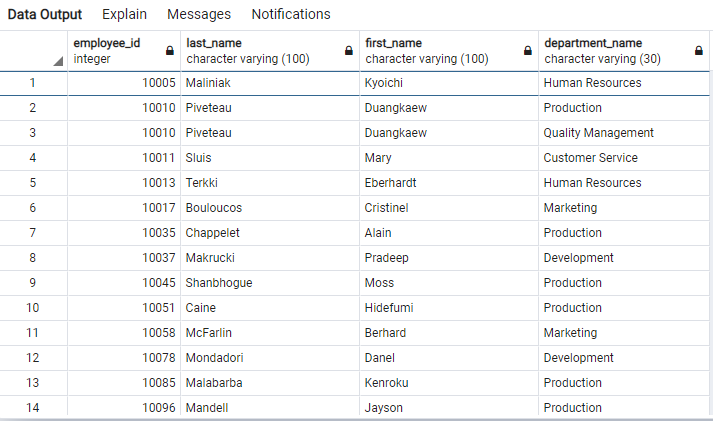 Data Output Explain Messages Notifications
employee_id last_name first_name department_name
integer character varying (100) character varying (100) character varying (30)
1 10005 Maliniak Kyoichi Human Resources
2 10010 Piveteau Duangkaew Production
3 10010 Piveteau Duangkaew Quality Management
4 10011 Sluis Mary Customer Service
5 10013 Terkki Eberhardt Human Resources
6 10017 Bouloucos Cristinel Marketing
7 10035 Chappelet Alain Production
8 10037 Makrucki Pradeep Development
9 10045 Shanbhogue Moss Production
10 10051 Caine Hidefumi Production
11 10058 McFarlin Berhard Marketing
12 10078 Mondadori Danel Development
13 10085 Malabarba Kenroku Production
14 10096 Mandell Jayson Production